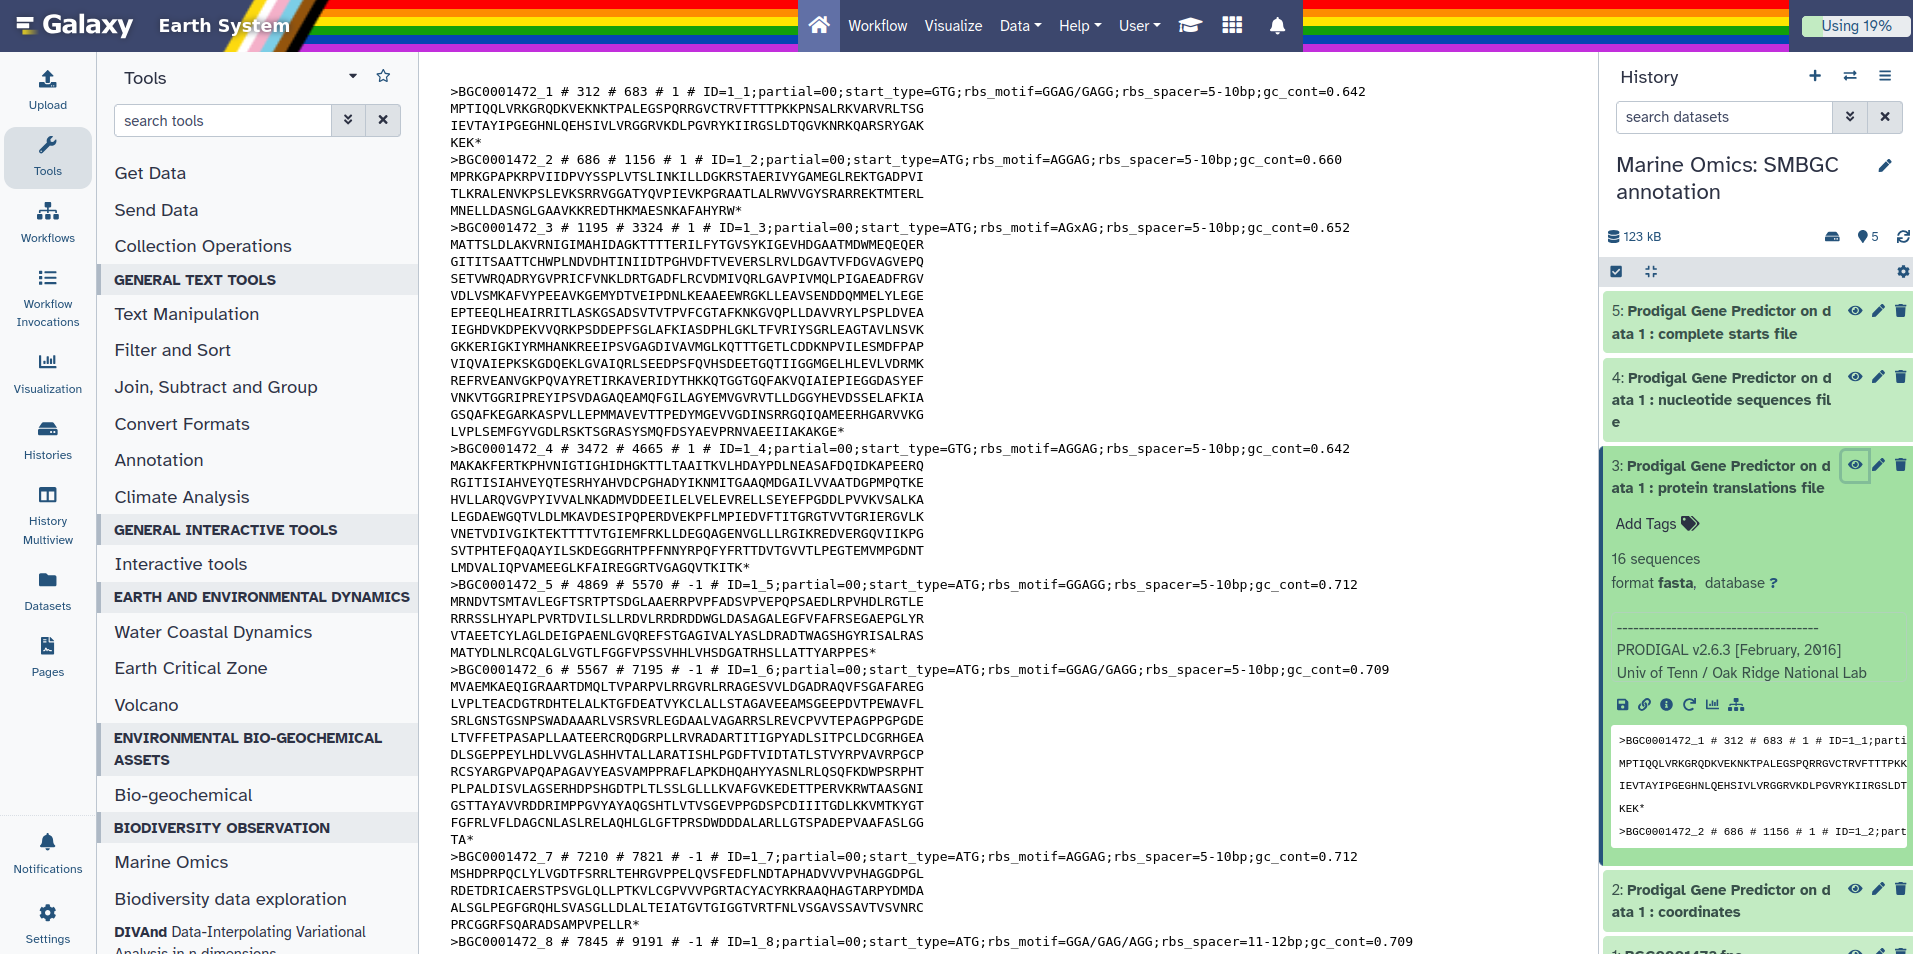 Galaxy Earth System
Workflow Visualize Data Help User
Using 19%
Upload
Tools
Workflows
Workflow
Invocations
Visualization
Histories
History
Multiview
Datasets
Pages
Notifications
Settings
Tools
search tools
Get Data
Send Data
Collection Operations
GENERAL TEXT TOOLS
Text Manipulation
Filter and Sort
Join, Subtract and Group
Convert Formats
Annotation
Climate Analysis
GENERAL INTERACTIVE TOOLS
Interactive tools
EARTH AND ENVIRONMENTAL DYNAMICS
Water Coastal Dynamics
Earth Critical Zone
Volcano
ENVIRONMENTAL BIO-GEOCHEMICAL
ASSETS
Bio-geochemical
BIODIVERSITY OBSERVATION
Marine Omics
Biodiversity data exploration
DIVAnd Data-Interpolating Variational
Analysis in n dimensions
>BGC0001472_1 # 312 # 683 # 1 # ID=1_1;partial=00;start_type=GTG;rbs_motif=GGAG/GAGG;rbs_spacer=5-10bp;gc_cont=0.642
MPTIQQLVRKGRQDKVEKNKTPALEGSPQRRGVCTRVFTTTPKKPNSALRKVARVRLTSG
IEVTAYIPGEGHNLQEHSIVLVRGGRVKDLPGVRYKIIRGSLDTQGVKNRKQARSRYGAK
KEK*
>BGC0001472_2 # 686 # 1156 # 1 # ID=1_2;partial=00;start_type=ATG;rbs_motif=AGGAG;rbs_spacer=5-10bp;gc_cont=0.660
MPRKGPAPKRPVIIDPVYSSPLVTSLINKILLDGKRSTAERIVYGAMEGLREKTGADPVI
TLKRALENVKPSLEVKSRRVGGATYQVPIEVKPGRAATLALRWVVGYSRARREKTMTERL
MNELLDASNGLGAAVKKREDTHKMAESNKAFAHYRW*
>BGC0001472_3 # 1195 # 3324 # 1 # ID=1_3;partial=00;start_type=ATG;rbs_motif=AGxAG;rbs_spacer=5-10bp;gc_cont=0.652
MATTSLDLAKVRNIGIMAHIDAGKTTTTERILFYTGVSYKIGEVHDGAATMDWMEQEQER
GITITSAATTCHWPLNDVDHTINIIDTPGHVDFTVEVERSLRVLDGAVTVFDGVAGVEPQ
SETVWRQADRYGVPRICFVNKLDRTGADFLRCVDMIVQRLGAVPIVMQLPIGAEADFRGV
VDLVSMKAFVYPEEAVKGEMYDTVEIPDNLKEAAEEWRGKLLEAVSENDDQMMELYLEGE
EPTEEQLHEAIRRITLASKGSADSVTVTPVFCGTAFKNKGVQPLLDAVVRYLPSPLDVEA
IEGHDVKDPEKVVQRKPSDDEPFSGLAFKIASDPHLGKLTFVRIYSGRLEAGTAVLNSVK
GKKERIGKIYRMHANKREEIPSVGAGDIVAVMGLKQTTTGETLCDDKNPVILESMDFPAP
VIQVAIEPKSKGDQEKLGVAIQRLSEEDPSFQVHSDEETGQTIIGGMGELHLEVLVDRMK
REFRVEANVGKPQVAYRETIRKAVERIDYTHKKQTGGTGQFAKVQIAIEPIEGGDASYEF
VNKVTGGRIPREYIPSVDAGAQEAMQFGILAGYEMVGVRVTLLDGGYHEVDSSELAFKIA
GSQAFKEGARKASPVLLEPMMAVEVTTPEDYMGEVVGDINSRRGQIQAMEERHGARVVKG
LVPLSEMFGYVGDLRSKTSGRASYSMQFDSYAEVPRNVAEEIIAKAKGE*
>BGC0001472_4 # 3472 # 4665 # 1 # ID=1_4;partial=00;start_type=GTG;rbs_motif=AGGAG;rbs_spacer=5-10bp;gc_cont=0.642
MAKAKFERTKPHVNIGTIGHIDHGKTTLTAAITKVLHDAYPDLNEASAFDQIDKAPEERQ
RGITISIAHVEYQTESRHYAHVDCPGHADYIKNMITGAAQMDGAILVVAATDGPMPQTKE
HVLLARQVGVPYIVVALNKADMVDDEEILELVELEVRELLSEYEFPGDDLPVVKVSALKA
LEGDAEWGQTVLDLMKAVDESIPQPERDVEKPFLMPIEDVFTITGRGTVVTGRIERGVLK
VNETVDIVGIKTEKTTTTVTGIEMFRKLLDEGQAGENVGLLLRGIKREDVERGQVIIKPG
SVTPHTEFQAQAYILSKDEGGRHTPFFNNYRPQFYFRTTDVTGVVTLPEGTEMVMPGDNT
LMDVALIQPVAMEEGLKFAIREGGRTVGAGQVTKITK*
>BGC0001472_5 # 4869 # 5570 # -1 # ID=1_5;partial=00;start_type=ATG;rbs_motif=GGAGG;rbs_spacer=5-10bp;gc_cont=0.712
MRNDVTSMTAVLEGFTSRTPTSDGLAAERRPVPFADSVPVEPQPSAEDLRPVHDLRGTLE
RRRSSLHYAPLPVRTDVILSLLRDVLRRDRDDWGLDASAGALEGFVFAFRSEGAEPGLYR
VTAEETCYLAGLDEIGPAENLGVQREFSTGAGIVALYASLDRADTWAGSHGYRISALRAS
MATYDLNLRCQALGLVGTLFGGFVPSSVHHLVHSDGATRHSLLATTYARPPES*
>BGC0001472_6 # 5567 # 7195 # -1 # ID=1_6;partial=00;start_type=ATG;rbs_motif=GGAG/GAGG;rbs_spacer=5-10bp;gc_cont=0.709
MVAEMKAEQIGRAARTDMQLTVPARPVLRRGVRLRRAGESVVLDGADRAQVFSGAFAREG
LVPLTEACDGTRDHTELALKTGFDEATVYKCLALLSTAGAVEEAMSGEEPDVTPEWAVFL
SRLGNSTGSNPSWADAAARLVSRSVRLEGDAALVAGARRSLREVCPVVTEPAGPPGPGDE
LTVFFETPASAPLLAATEERCRQDGRPLLRVRADARTITIGPYADLSITPCLDCGRHGEA
DLSGEPPEYLHDLVVGLASHHVTALLARATISHLPGDFTVIDTATLSTVYRPVAVRPGCP
RCSYARGPVAPQAPAGAVYEASVAMPPRAFLAPKDHQAHYYASNLRLQSQFKDWPSRPHT
PLPALDISVLAGSERHDPSHGDTPLTLSSLGLLLKVAFGVKEDETTPERVKRWTAASGNI
GSTTAYAVVRDDRIMPPGVYAYAQGSHTLVTVSGEVPPGDSPCDIIITGDLKKVMTKYGT
FGFRLVFLDAGCNLASLRELAQHLGLGFTPRSDWDDDALARLLGTSPADEPVAAFASLGG
TA*
>BGC0001472_7 # 7210 # 7821 # -1 # ID=1_7;partial=00;start_type=ATG;rbs_motif=AGGAG;rbs_spacer=5-10bp;gc_cont=0.712
MSHDPRPQCLYLVGDTFSRRLTEHRGVPPELQVSFEDFLNDTAPHADVVVPVHAGGDPGL
RDETDRICAERSTPSVGLQLLPTKVLCGPVVVPGRTACYACYRKRAAQHAGTARPYDMDA
ALSGLPEGFGRQHLSVASGLLDLALTEIATGVTGIGGTVRTFNLVSGAVSSAVTVSVNRC
PRCGGRFSQARADSAMPVPELLR*
>BGC0001472_8 # 7845 # 9191 # -1 # ID=1_8;partial=00;start_type=ATG;rbs_motif=GGA/GAG/AGG;rbs_spacer=11-12bp;gc_cont=0.709
History
search datasets
Marine Omics: SMBGC
annotation
123 kB 5
5: Prodigal Gene Predictor on d
ata 1 : complete starts file
4: Prodigal Gene Predictor on d
ata 1 : nucleotide sequences fil
e
3: Prodigal Gene Predictor on d
ata 1 : protein translations file
Add Tags
16 sequences
format fasta, database ?
-------------------------------------
PRODIGAL v2.6.3 [February, 2016]
Univ of Tenn / Oak Ridge National Lab
>BGC0001472_1 # 312 # 683 # 1 # ID=1_1;parti
MPTIQQLVRKGRQDKVEKNKTPALEGSPQRRGVCTRVFTTTPKK
IEVTAYIPGEGHNLQEHSIVLVRGGRVKDLPGVRYKIIRGSLDT
KEK*
>BGC0001472_2 # 686 # 1156 # 1 # ID=1_2;part
2: Prodigal Gene Predictor on d
ata 1 : coordinates